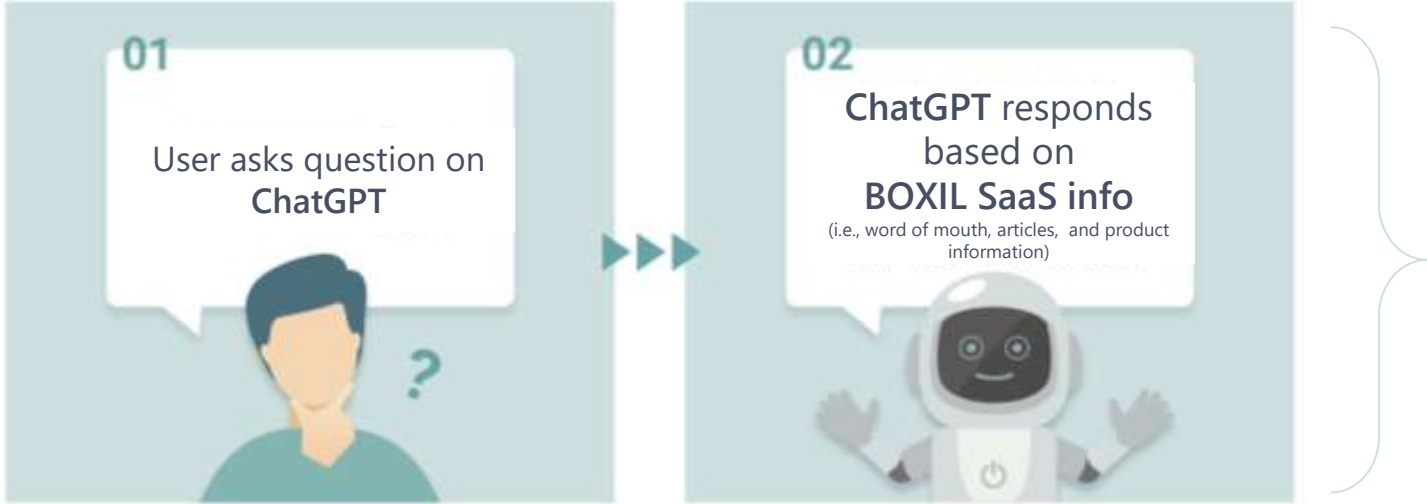 01
User asks question on
ChatGPT
?
02
ChatGPT responds
based on
BOXIL SaaS info
(i.e., word of mouth, articles, and product
information)